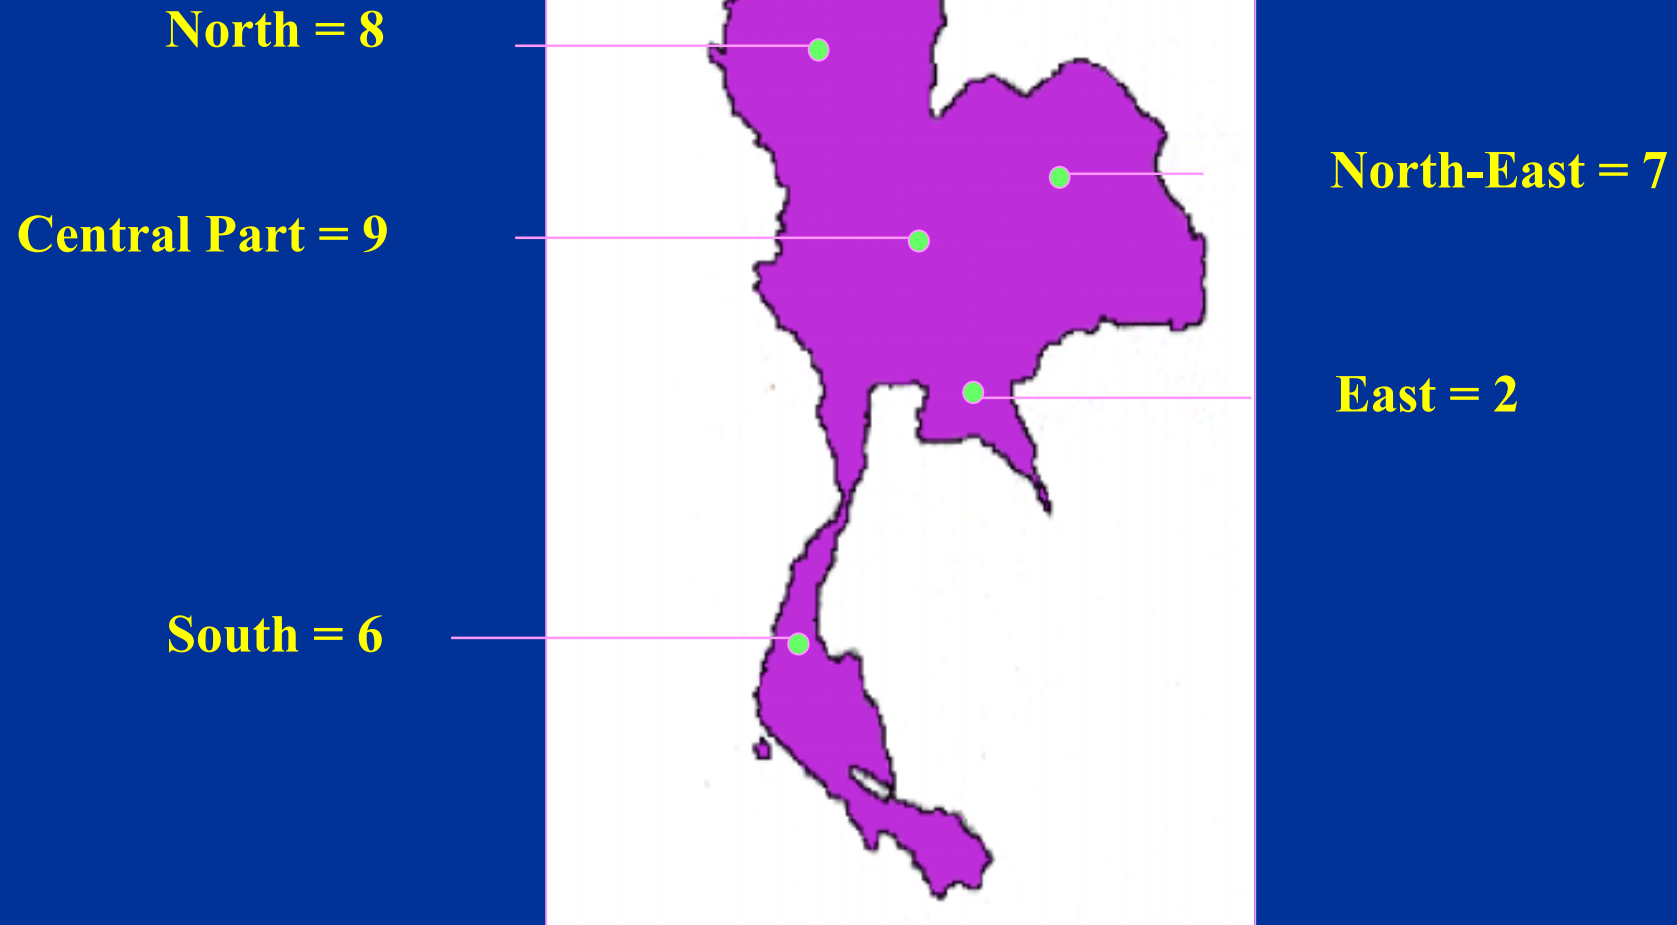 North = 8
North-East = 7
Central Part = 9
East = 2
South = 6